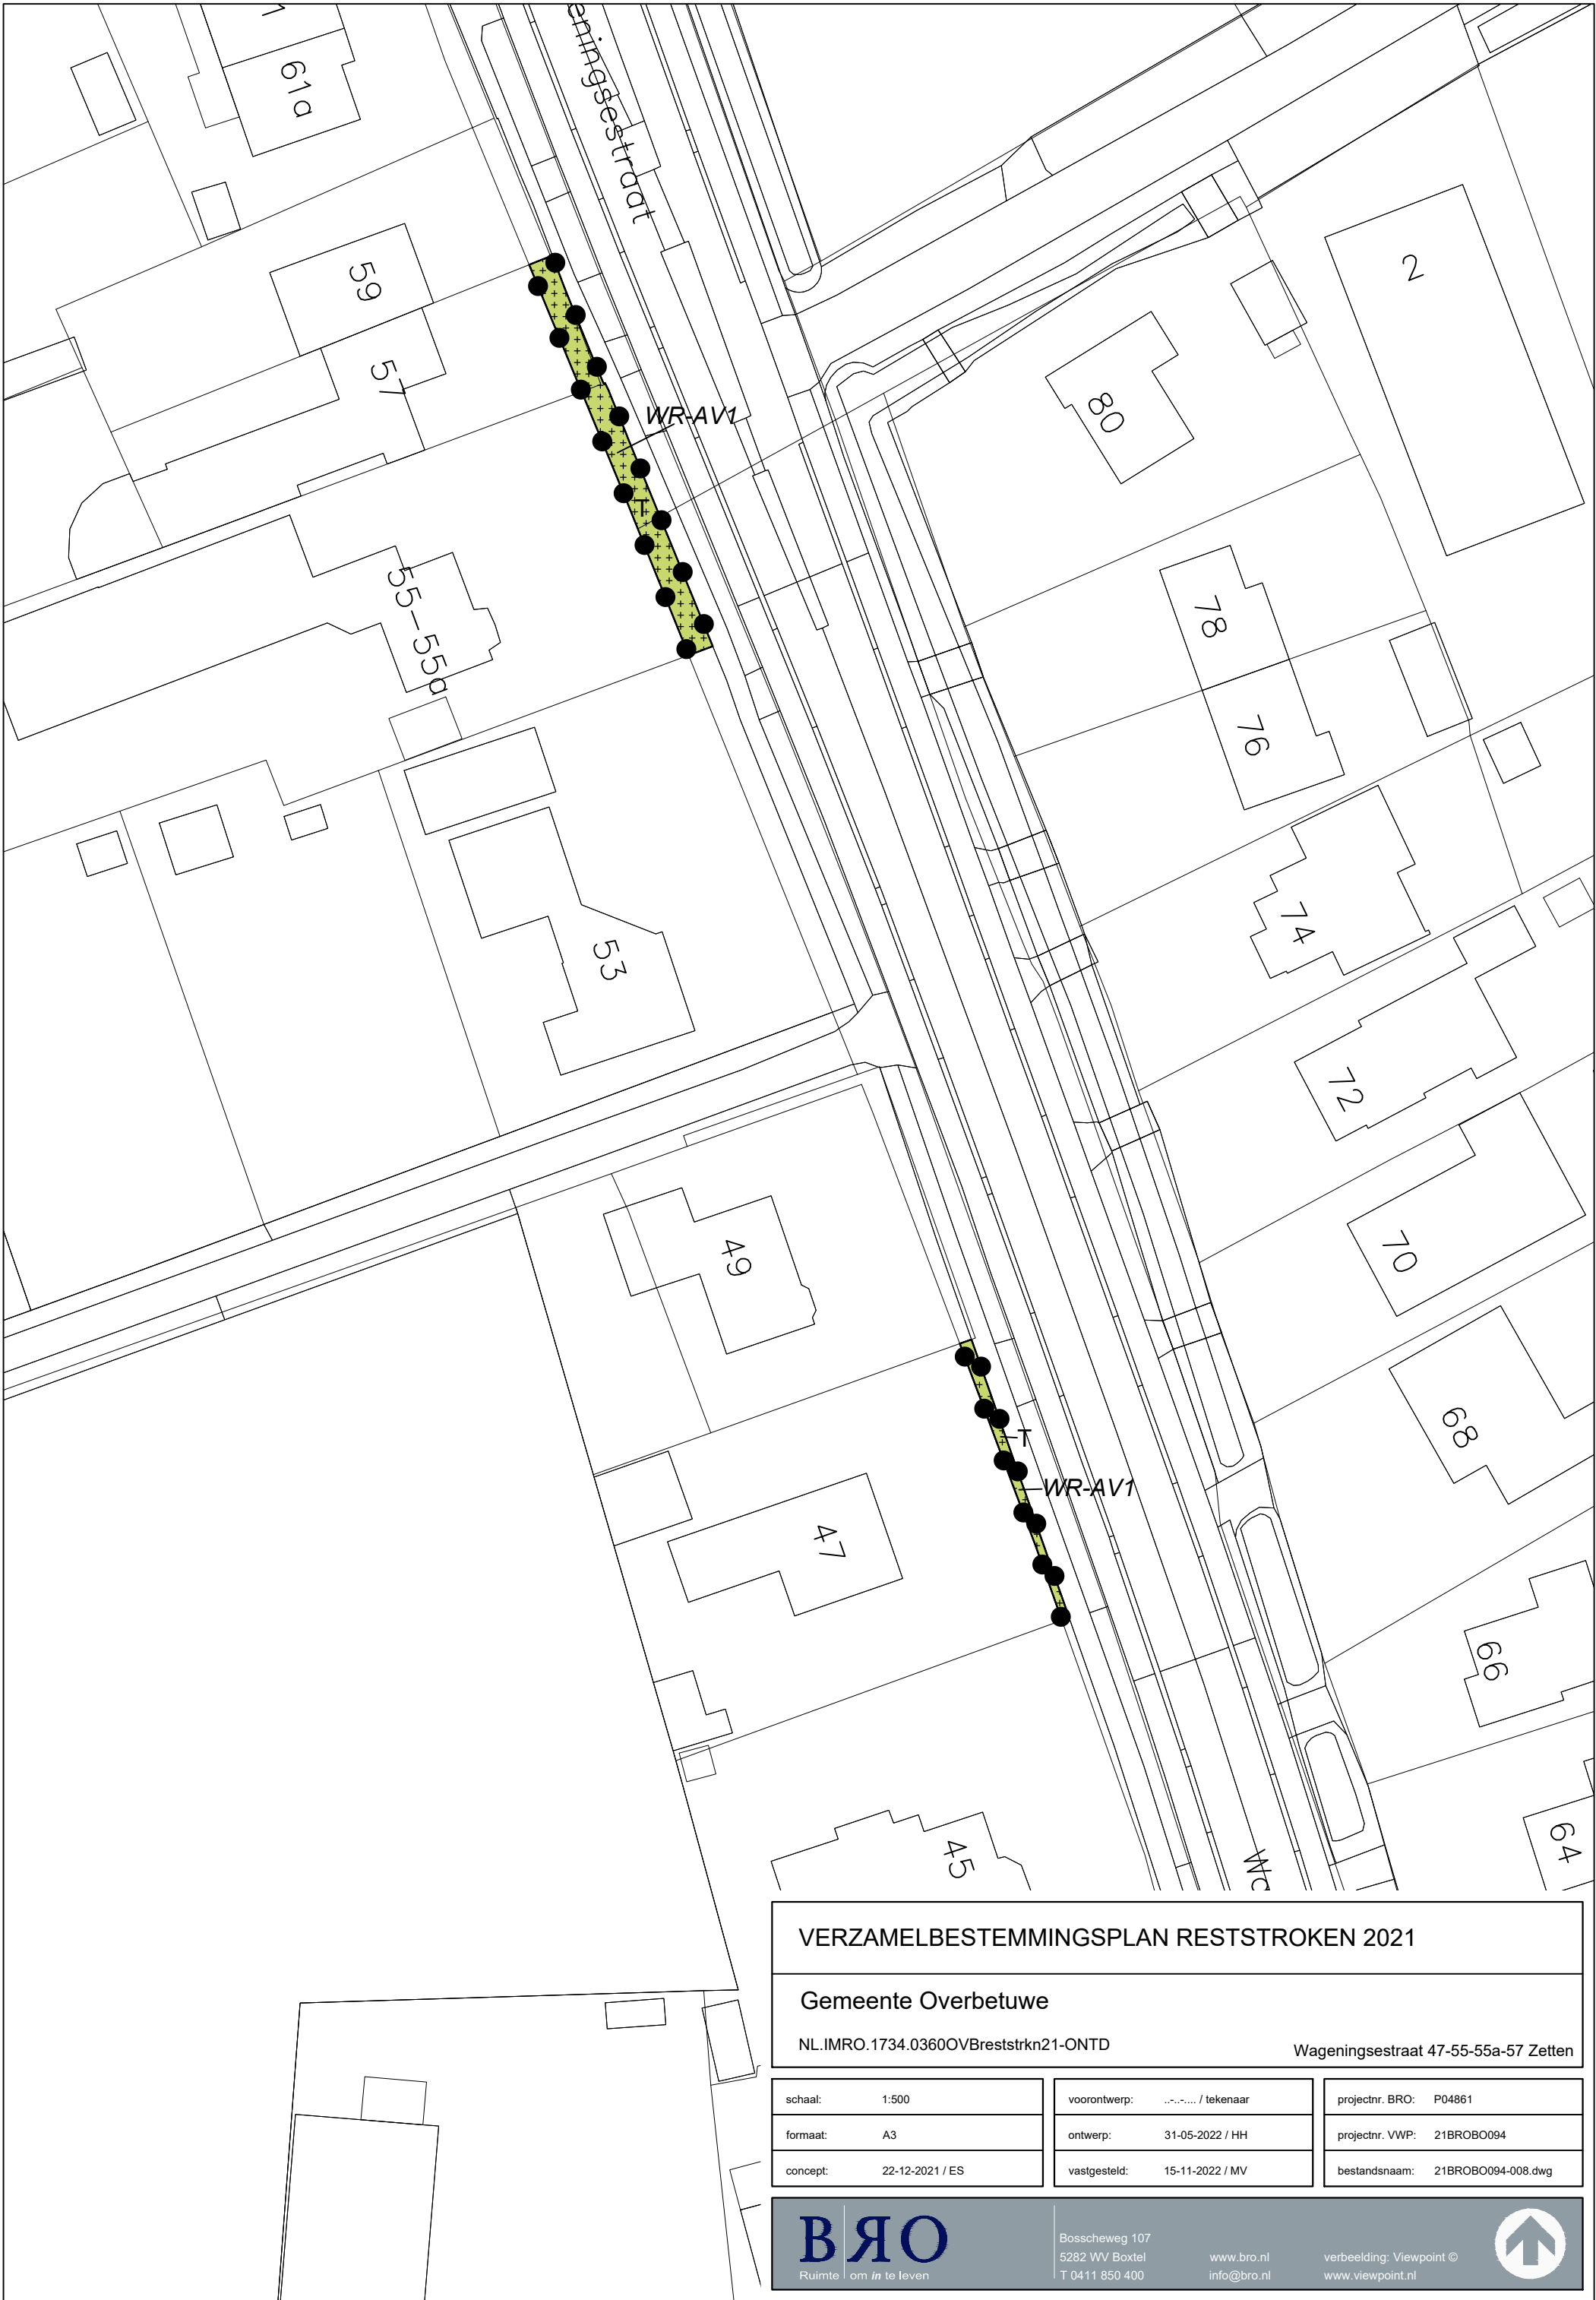 1
61a
eningsestraat
59
57
WR-AV1
T
55-55a
53
2
80
78
76
74
72
70
68
66
64
49
T
WR-AV1
47
45
Wa
VERZAMELBESTEMMINGSPLAN RESTSTROKEN 2021
Gemeente Overbetuwe
NL.IMRO.1734.0360OVBreststrkn21-ONTD
Wageningsestraat 47-55-55a-57 Zetten
schaal: 1:500
formaat: A3
concept: 22-12-2021 / ES
voorontwerp: ..-..-.... / tekenaar
ontwerp: 31-05-2022 / HH
vastgesteld: 15-11-2022 / MV
projectnr. BRO: P04861
projectnr. VWP: 21BROBO094
bestandsnaam: 21BROBO094-008.dwg
BRO
Ruimte om in te leven
Bosscheweg 107
5282 WV Boxtel
T 0411 850 400
www.bro.nl
info@bro.nl
verbeelding: Viewpoint ©
www.viewpoint.nl